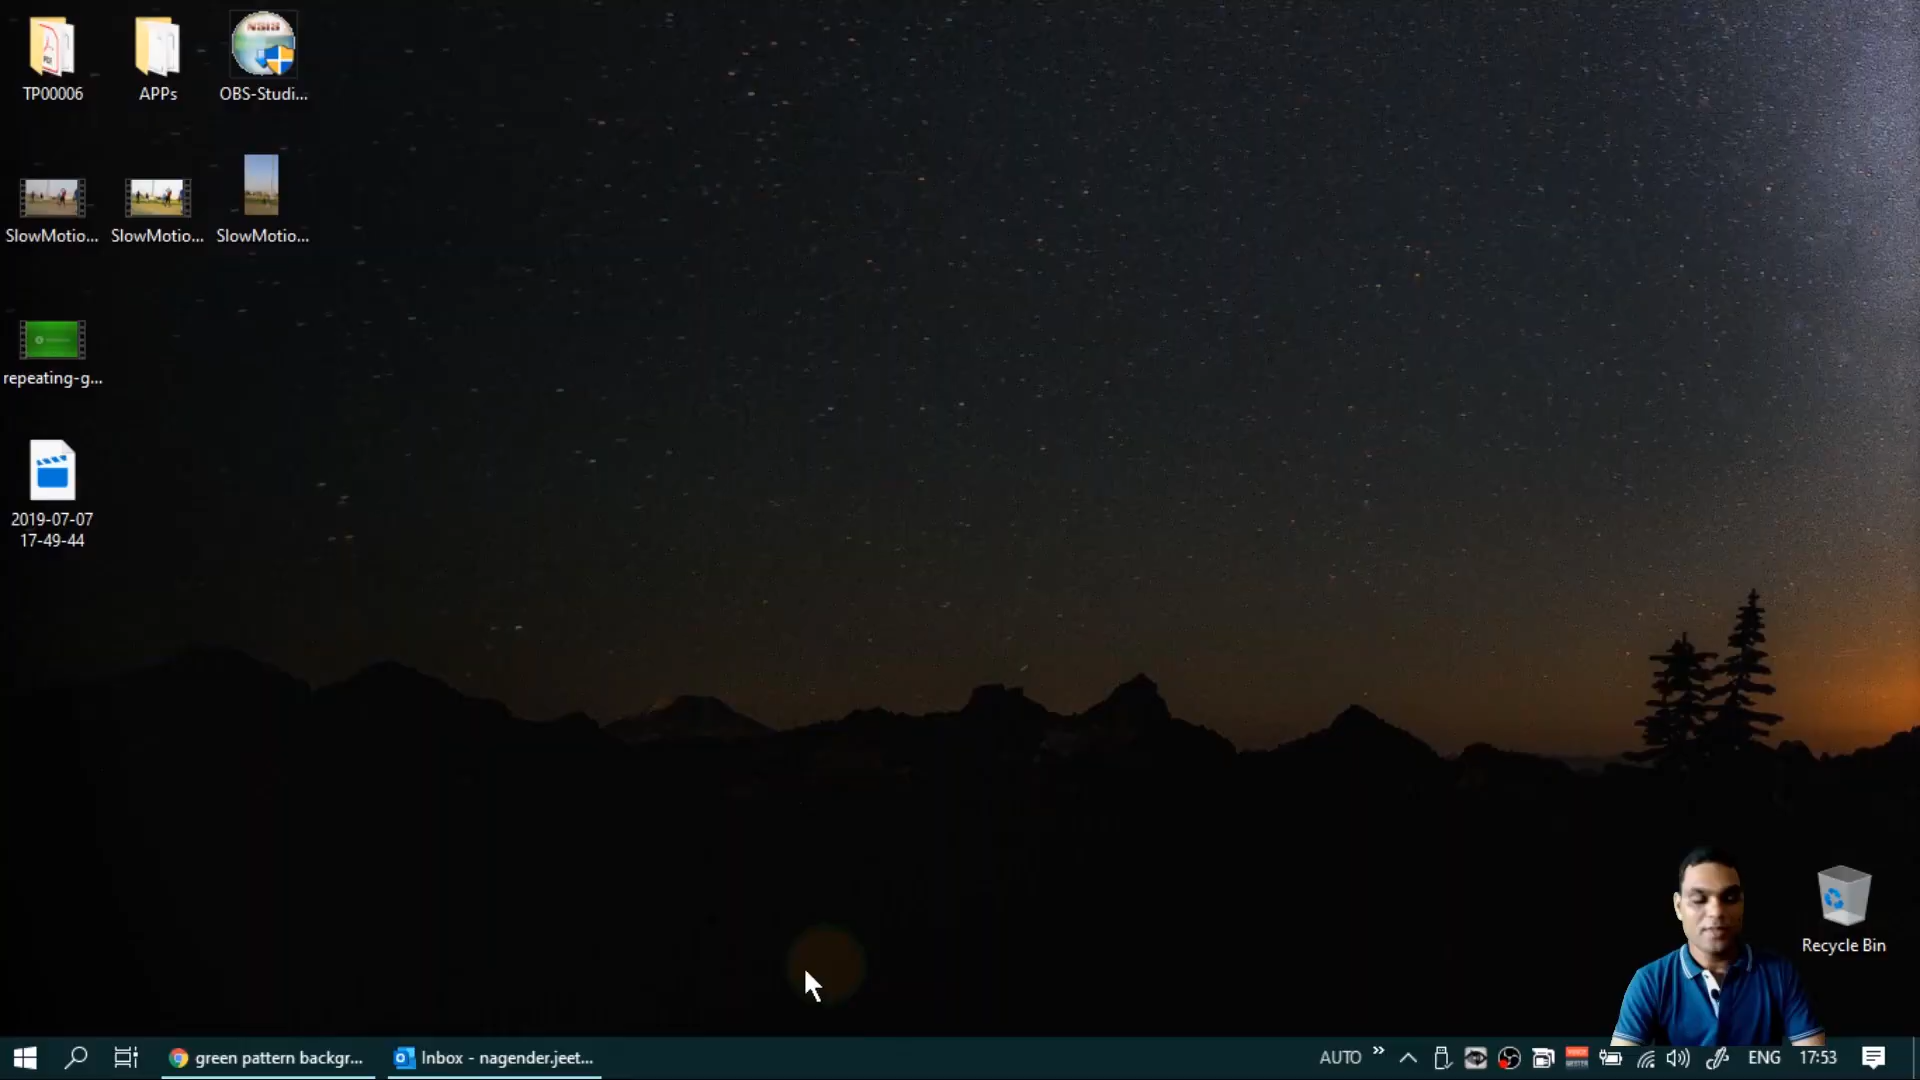 TP00006
APPs
NSIS
OBS-Studi...
SlowMotio...
SlowMotio...
SlowMotio...
repeating-g...
2019-07-07
17-49-44
Recycle Bin
green pattern backgr...
Inbox - nagender.jeet...
AUTO
ENG
17:53